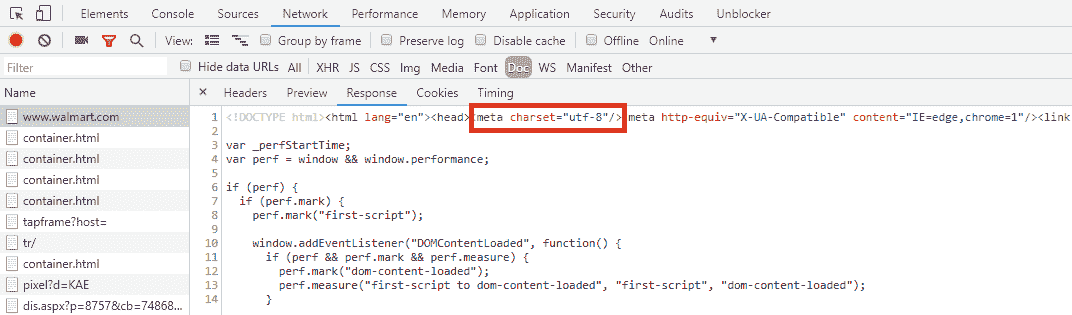 Elements Console Sources Network Performance Memory Application Security Audits Unblocker
View: Group by frame Preserve log Disable cache Offline Online ▼
Filter Hide data URLs All XHR JS CSS Img Media Font Doc WS Manifest Other
Name × Headers Preview Response Cookies Timing
www.walmart.com
container.html
container.html
container.html
container.html
tapframe?host=
tr/
container.html
pixel?d=KAE
dis.aspx?p=8757&cb=74868...
1 <!DOCTYPE html><html lang="en"><head><meta charset="utf-8"/><meta http-equiv="X-UA-Compatible" content="IE=edge,chrome=1"/><link
2
3 var _perfStartTime;
4 var perf = window && window.performance;
5
6 if (perf) {
7 if (perf.mark) {
8 perf.mark("first-script");
9
10 window.addEventListener("DOMContentLoaded", function() {
11 if (perf && perf.mark && perf.measure) {
12 perf.mark("dom-content-loaded");
13 perf.measure("first-script to dom-content-loaded", "first-script", "dom-content-loaded");
14 }